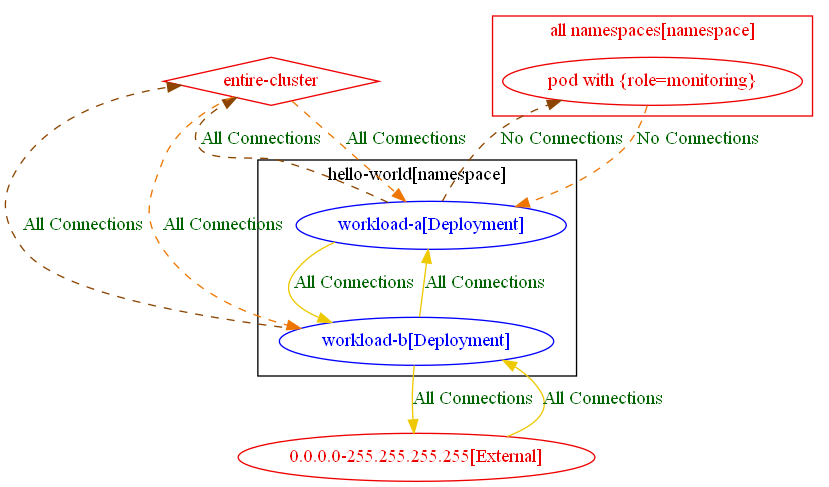 all namespaces[namespace]
entire-cluster
pod with {role=monitoring}
All Connections
All Connections
No Connections
No Connections
hello-world[namespace]
All Connections
All Connections
workload-a[Deployment]
All Connections
All Connections
workload-b[Deployment]
All Connections
All Connections
0.0.0.0-255.255.255.255[External]